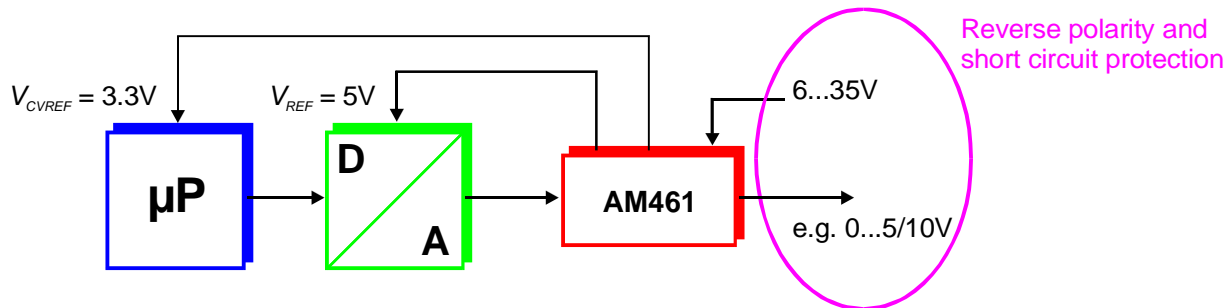 Reverse polarity and
short circuit protection
V_CVREF = 3.3V
V_REF = 5V
6...35V
µP
D
A
AM461
e.g. 0...5/10V